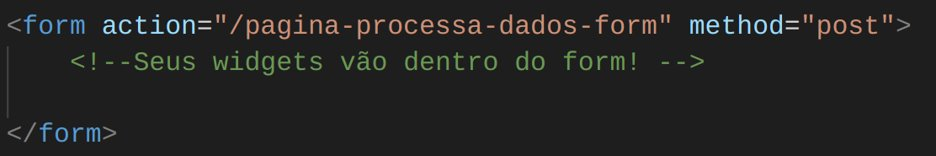 <form action="/pagina-processa-dados-form" method="post">
<!--Seus widgets vão dentro do form! -->
</form>